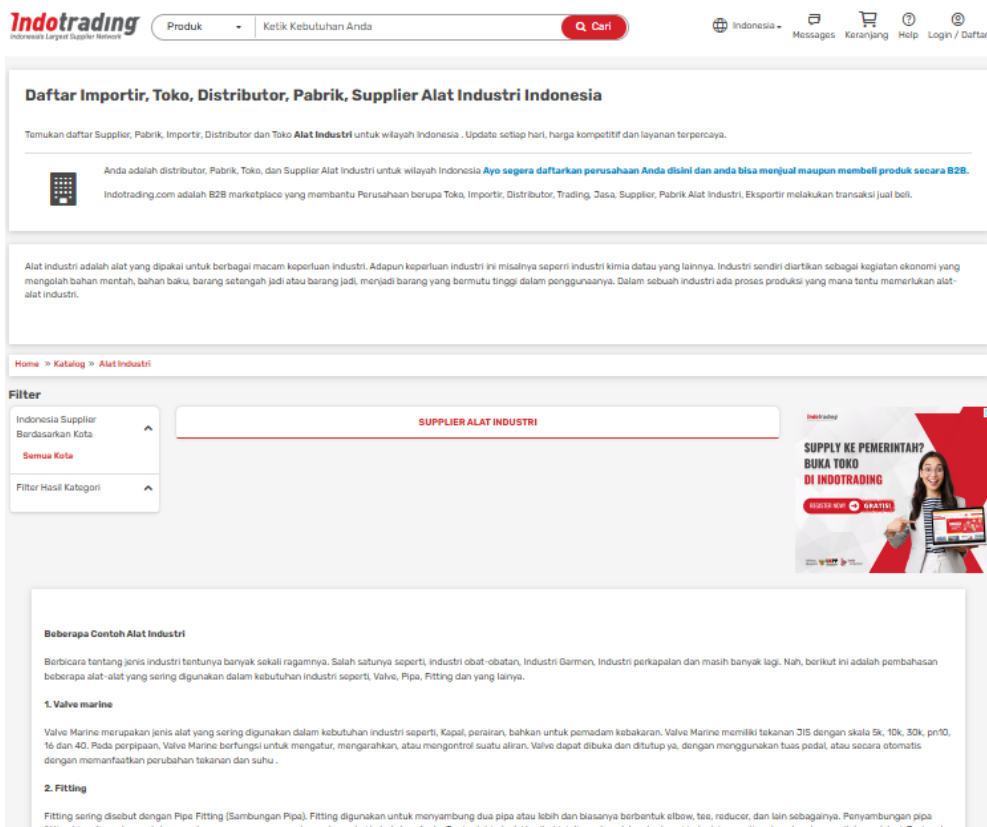 Indotrading
Indonesia's Largest Supplier Network
Produk
Ketik Kebutuhan Anda
Cari
Indonesia
Messages
Keranjang
Help
Login / Daftar
Daftar Importir, Toko, Distributor, Pabrik, Supplier Alat Industri Indonesia
Temukan daftar Supplier, Pabrik, Importir, Distributor dan Toko Alat Industri untuk wilayah Indonesia . Update setiap hari, harga kompetitif dan layanan terpercaya.
Anda adalah distributor, Pabrik, Toko, dan Supplier Alat Industri untuk wilayah Indonesia Ayo segera daftarkan perusahaan Anda disini dan anda bisa menjual maupun membeli produk secara B2B.
Indotrading.com adalah B2B marketplace yang membantu Perusahaan berupa Toko, Importir, Distributor, Trading, Jasa, Supplier, Pabrik Alat Industri, Eksportir melakukan transaksi jual beli.
Alat industri adalah alat yang dipakai untuk berbagai macam keperluan industri. Adapun keperluan industri ini misalnya seperri industri kimia datau yang lainnya. Industri sendiri diartikan sebagai kegiatan ekonomi yang
mengolah bahan mentah, bahan baku, barang setengah jadi atau barang jadi, menjadi barang yang bermutu tinggi dalam penggunaanya. Dalam sebuah industri ada proses produksi yang mana tentu memerlukan alat-
alat industri.
Home » Katalog » Alat Industri
Filter
Indonesia Supplier
Berdasarkan Kota
Semua Kota
Filter Hasil Kategori
SUPPLIER ALAT INDUSTRI
Indotrading
SUPPLY KE PEMERINTAH?
BUKA TOKO
DI INDOTRADING
REGISTER NOW! GRATIS!
Beberapa Contoh Alat Industri
Berbicara tentang jenis industri tentunya banyak sekali ragamnya. Salah satunya seperti, industri obat-obatan, Industri Garmen, Industri perkapalan dan masih banyak lagi. Nah, berikut ini adalah pembahasan
beberapa alat-alat yang sering digunakan dalam kebutuhan industri seperti, Valve, Pipa, Fitting dan yang lainya.
1. Valve marine
Valve Marine merupakan jenis alat yang sering digunakan dalam kebutuhan industri seperti, Kapal, perairan, bahkan untuk pemadam kebakaran. Valve Marine memiliki tekanan JIS dengan skala 5k, 10k, 30k, pn10,
16 dan 40. Pada perpipaan, Valve Marine berfungsi untuk mengatur, mengarahkan, atau mengontrol suatu aliran. Valve dapat dibuka dan ditutup ya, dengan menggunakan tuas pedal, atau secara otomatis
dengan memanfaatkan perubahan tekanan dan suhu .
2. Fitting
Fitting sering disebut dengan Pipe Fitting (Sambungan Pipa). Fitting digunakan untuk menyambung dua pipa atau lebih dan biasanya berbentuk elbow, tee, reducer, dan lain sebagainya. Penyambungan pipa